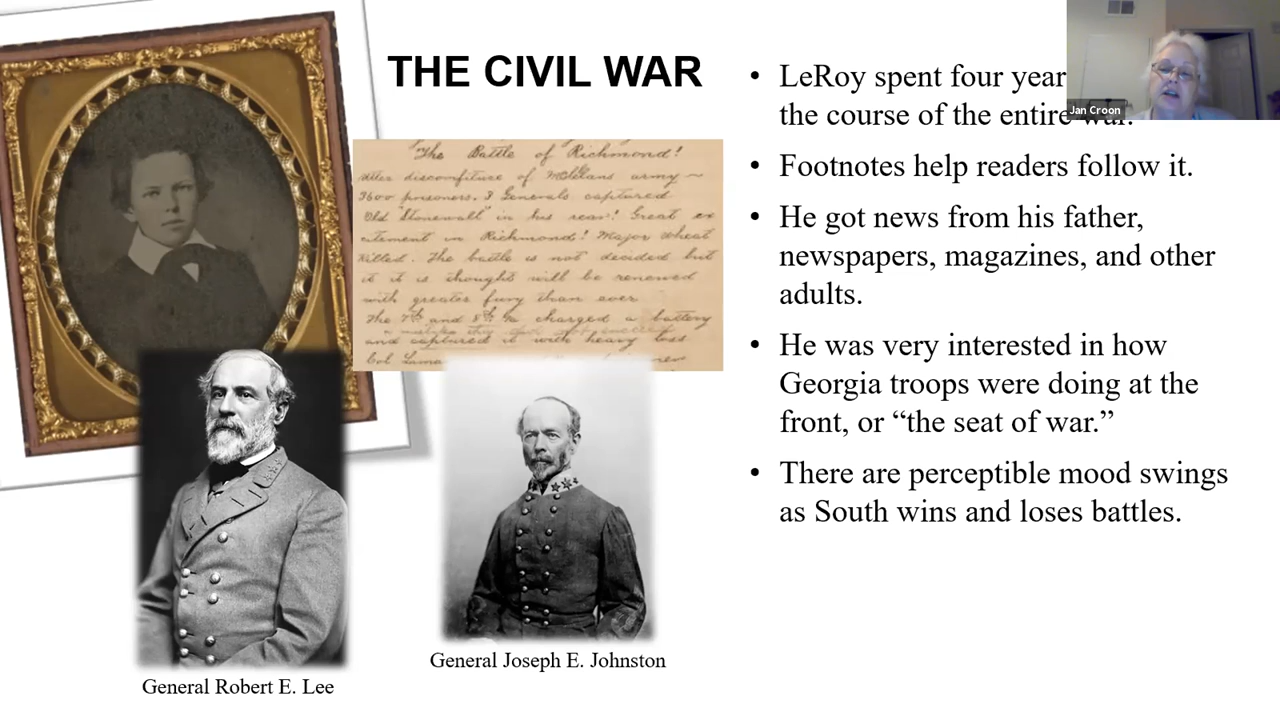 THE CIVIL WAR
The Battle of Richmond!
After discomfiture of McClellans army ~
3600 prisoners. 3 Generals captured
Old "Stonewall" in his rear! Great ex
citement in Richmond! Major Wheat
killed. The battle is not decided but
it it is thought will be renewed
with greater fury than ever
The 7th and 8th Ga charged a battery
and captured it with heavy loss
Col Lamar
General Robert E. Lee
General Joseph E. Johnston
• LeRoy spent four year
the course of the entire war.
• Footnotes help readers follow it.
• He got news from his father,
newspapers, magazines, and other
adults.
• He was very interested in how
Georgia troops were doing at the
front, or “the seat of war.”
• There are perceptible mood swings
as South wins and loses battles.
Jan Croon